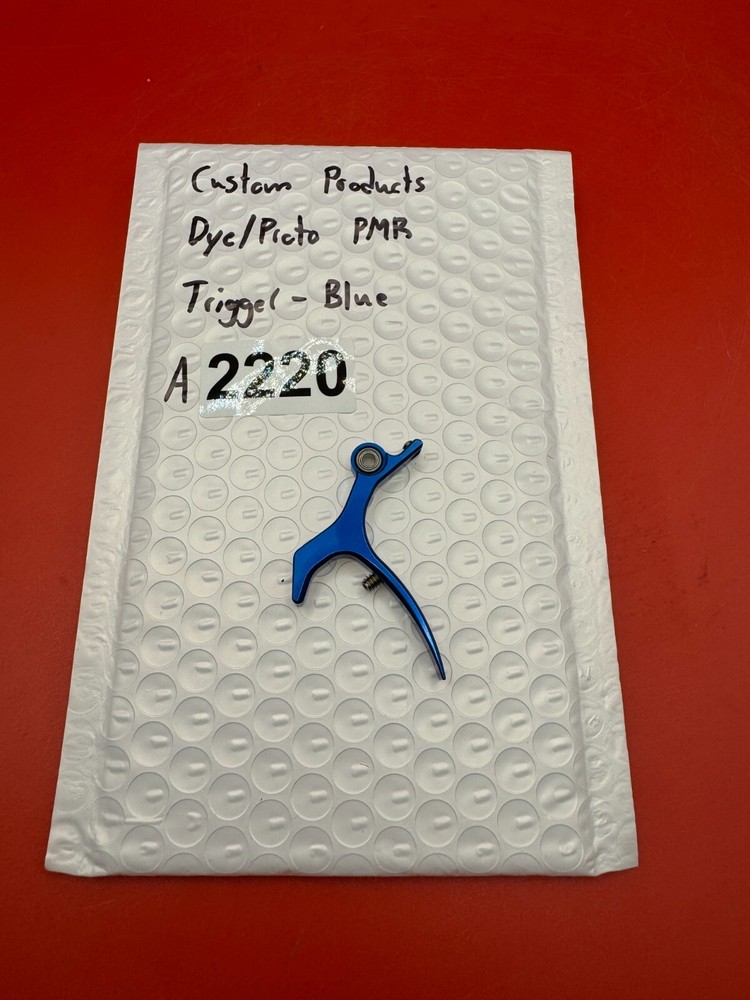 Custom Products
Dye/Proto PMR
Trigger - Blue
A 2220